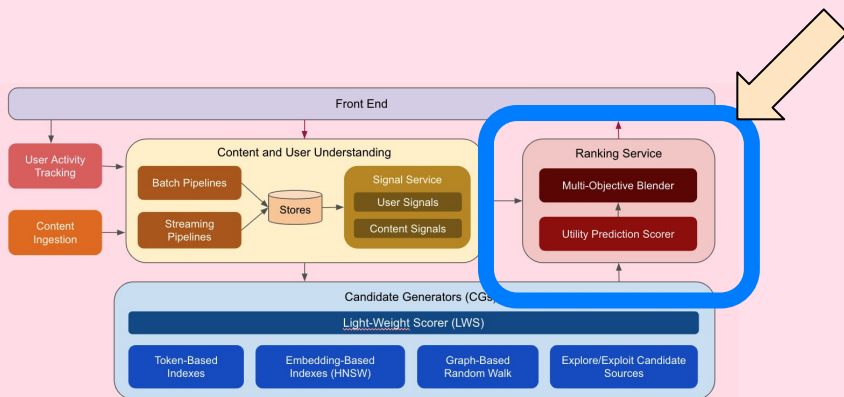 Front End
User Activity
Tracking
Content
Ingestion
Content and User Understanding
Batch Pipelines
Streaming
Pipelines
Stores
Signal Service
User Signals
Content Signals
Ranking Service
Multi-Objective Blender
Utility Prediction Scorer
Candidate Generators (CGs)
Light-Weight Scorer (LWS)
Token-Based
Indexes
Embedding-Based
Indexes (HNSW)
Graph-Based
Random Walk
Explore/Exploit Candidate
Sources